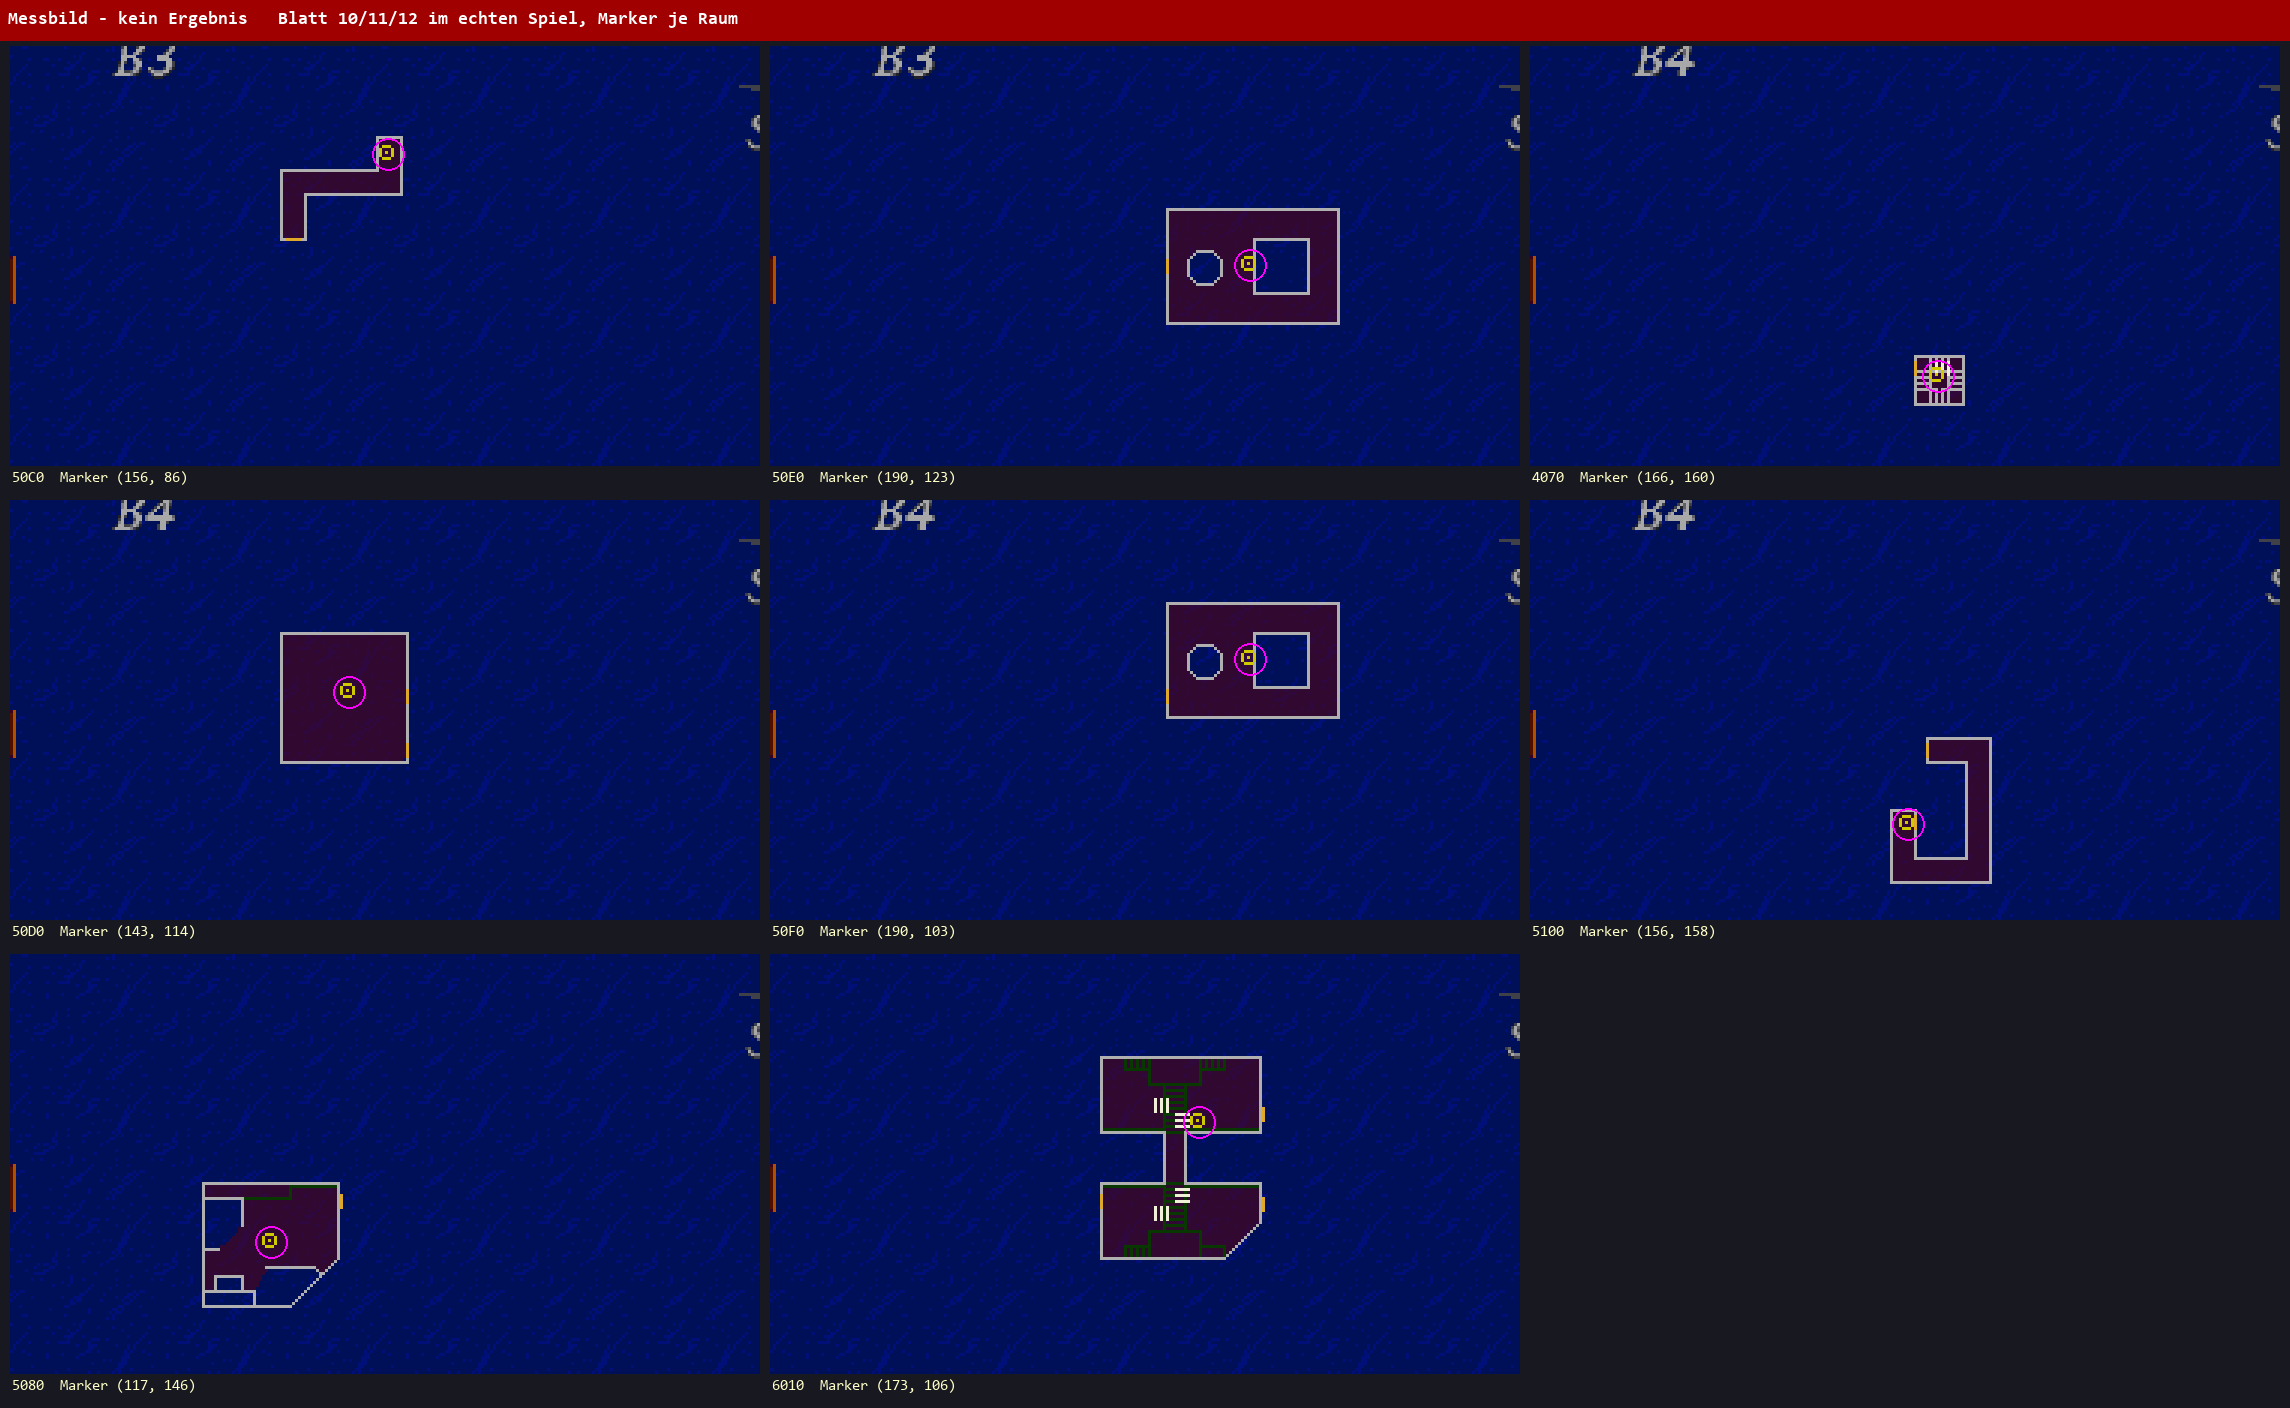 Messbild - kein Ergebnis   Blatt 10/11/12 im echten Spiel, Marker je Raum
B3
B3
B4
50C0  Marker (156, 86)
50E0  Marker (190, 123)
4070  Marker (166, 160)
B4
B4
B4
50D0  Marker (143, 114)
50F0  Marker (190, 103)
5100  Marker (156, 158)
5080  Marker (117, 146)
6010  Marker (173, 106)